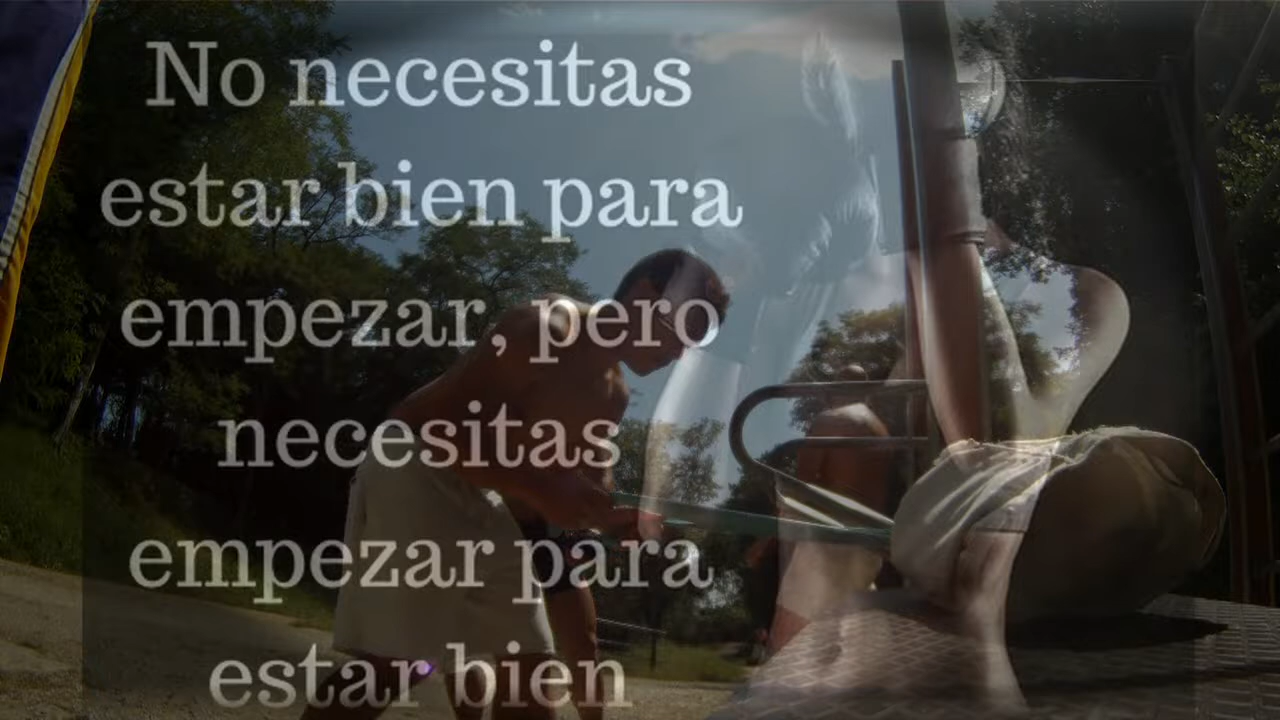 No necesitas
estar bien para
empezar, pero
necesitas
empezar para
estar bien